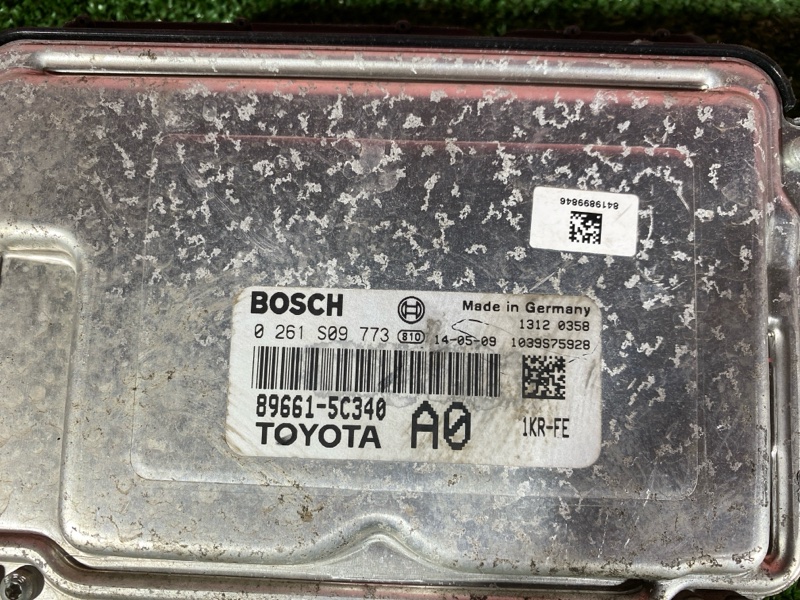 8419899846
BOSCH Made in Germany
1312 0358
0 261 S09 773 810 14-05-09 1039S75928
89661-5C340
TOYOTA A0 1KR-FE